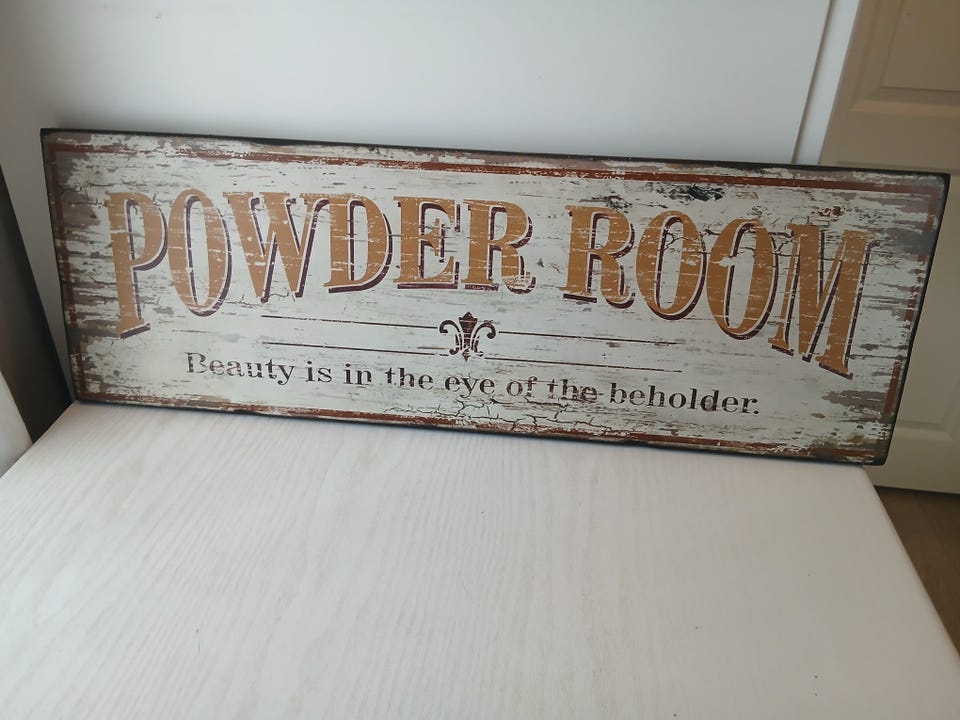 POWDER ROOM
Beauty is in the eye of the beholder.